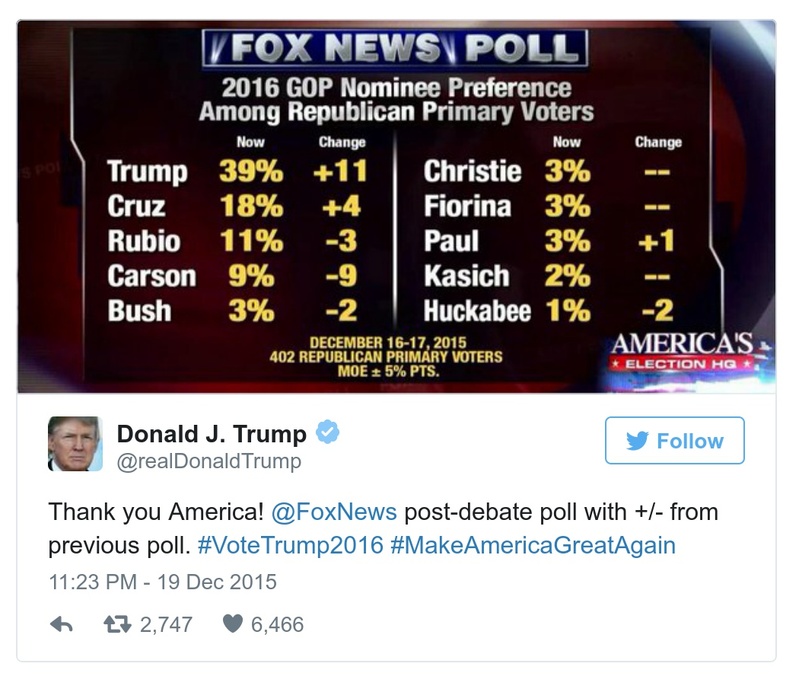 FOX NEWS POLL
2016 GOP Nominee Preference
Among Republican Primary Voters
Now Change
Trump 39% +11
Cruz 18% +4
Rubio 11% -3
Carson 9% -9
Bush 3% -2
Now Change
Christie 3% --
Fiorina 3% --
Paul 3% +1
Kasich 2% --
Huckabee 1% -2
DECEMBER 16-17, 2015
402 REPUBLICAN PRIMARY VOTERS
MOE ± 5% PTS.
AMERICA'S
ELECTION HQ
Donald J. Trump
@realDonaldTrump
Follow
Thank you America! @FoxNews post-debate poll with +/- from
previous poll. #VoteTrump2016 #MakeAmericaGreatAgain
11:23 PM - 19 Dec 2015
2,747 6,466